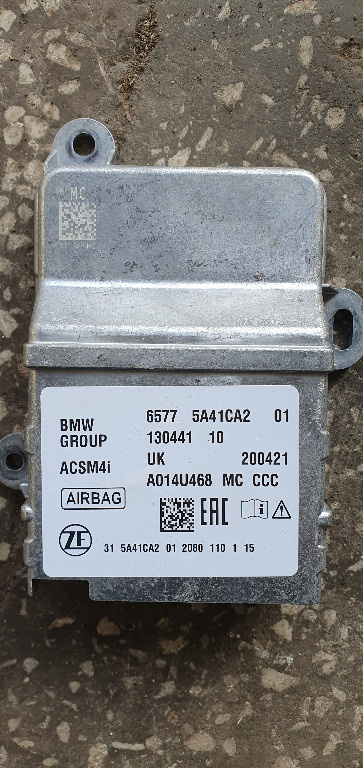 MC
BMW 6577 5A41CA2 01
GROUP 130441 10
ACSM4i UK 200421
A014U468 MC CCC
AIRBAG
EAC
ZF 31 5A41CA2 01 2080 110 1 15